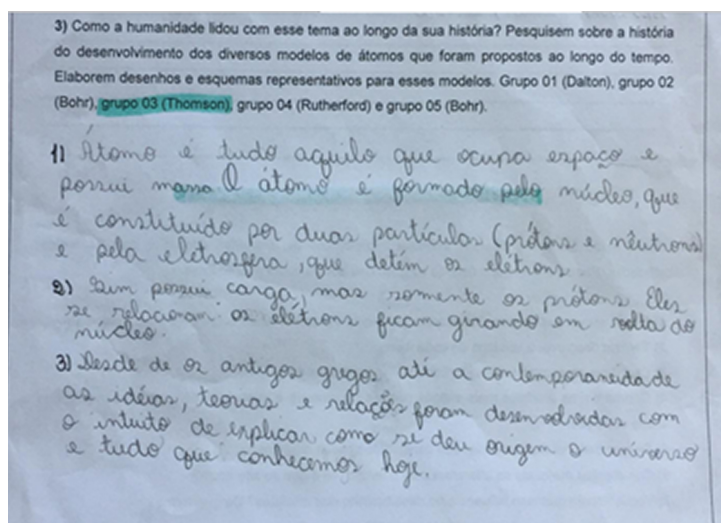 3) Como a humanidade lidou com esse tema ao longo da sua história? Pesquisem sobre a história
do desenvolvimento dos diversos modelos de átomos que foram propostos ao longo do tempo.
Elaborem desenhos e esquemas representativos para esses modelos. Grupo 01 (Dalton), grupo 02
(Bohr), grupo 03 (Thomson), grupo 04 (Rutherford) e grupo 05 (Bohr).
1) Átomo é tudo aquilo que ocupa espaço e
possui massa O átomo é formado pelo núcleo, que
é constituído por duas partículas (prótons e nêutrons)
e pela eletrosfera, que detém os elétrons.
2) Sim possui carga, mas somente os prótons. Eles
se relacionam os elétrons ficam girando em volta do
núcleo.
3) Desde de os antigos gregos até a contemporaneidade
as idéias, teorias e relações foram desenvolvidas com
o intuito de explicar como se deu origem o universo
e tudo que conhecemos hoje.